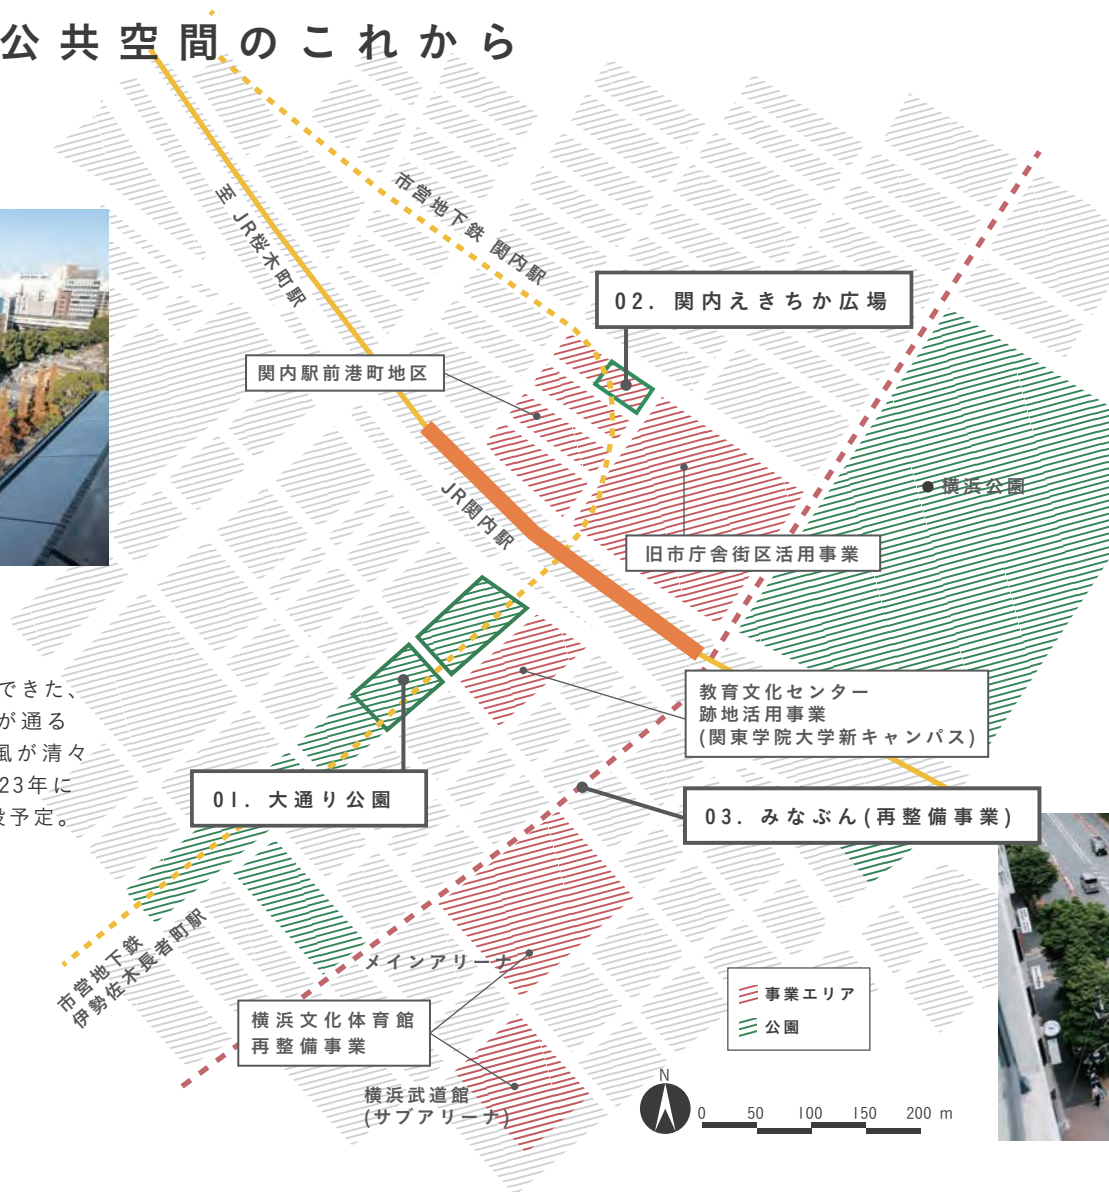 公共空間のこれから
市営地下鉄 関内駅
至 JR桜木町駅
02. 関内えきちか広場
関内駅前港町地区
横浜公園
JR関内駅
旧市庁舎街区活用事業
できた、
が通る
風が清々
23年に
設予定。
教育文化センター
跡地活用事業
(関東学院大学新キャンパス)
01. 大通り公園
03. みなぶん(再整備事業)
市営地下鉄
伊勢佐木長者町駅
メインアリーナ
横浜文化体育館
再整備事業
横浜武道館
(サブアリーナ)
事業エリア
公園
N
0 50 100 150 200 m